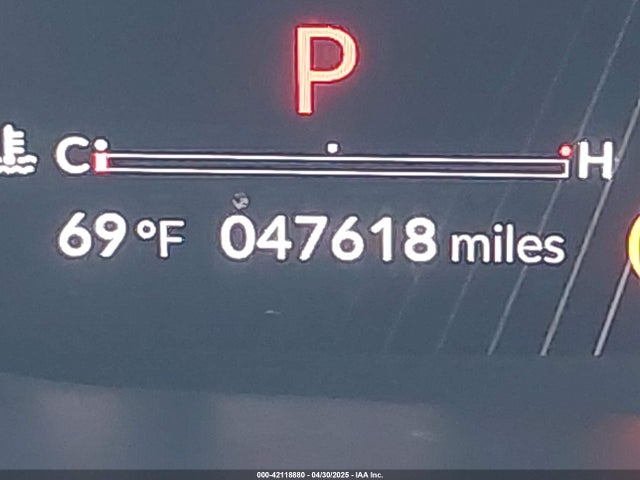 P
C H
69°F 047618 miles
000-42118880 - 04/30/2025 - IAA Inc.